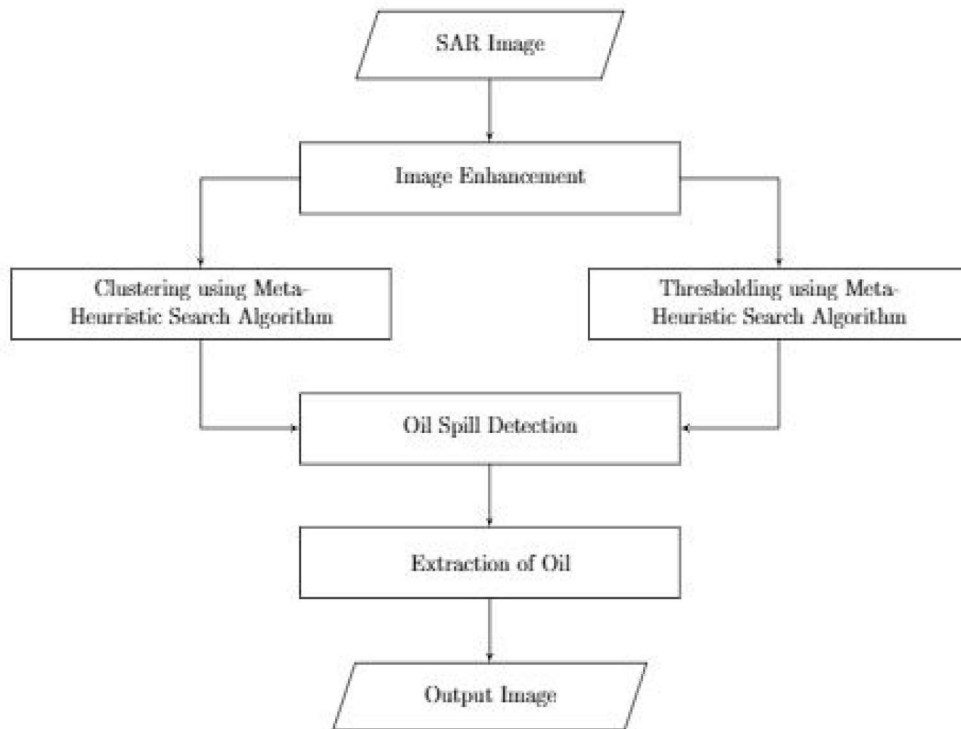 SAR Image
Image Enhancement
Clustering using Meta-
Heurristic Search Algorithm
Thresholding using Meta-
Heuristic Search Algorithm
Oil Spill Detection
Extraction of Oil
Output Image